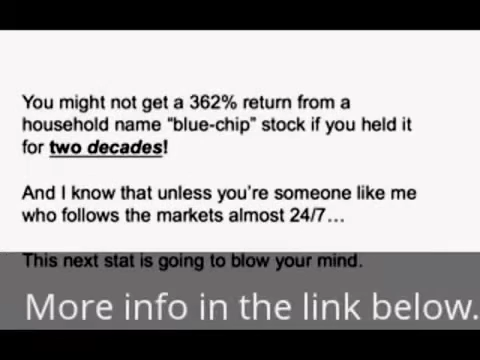 You might not get a 362% return from a
household name “blue-chip” stock if you held it
for two decades!
And I know that unless you’re someone like me
who follows the markets almost 24/7…
This next stat is going to blow your mind.
More info in the link below.